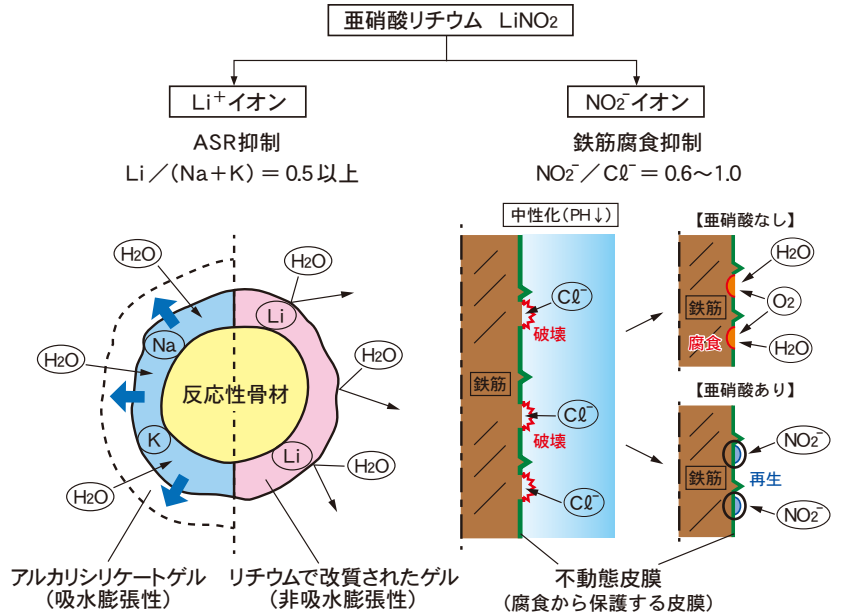 亜硝酸リチウム LiNO₂
Li⁺イオン
NO₂⁻イオン
ASR抑制
Li／(Na＋K) ＝ 0.5以上
鉄筋腐食抑制
NO₂⁻／Cℓ⁻＝0.6〜1.0
H₂O
H₂O
H₂O
H₂O
H₂O
H₂O
Na
K
Li
Li
反応性骨材
アルカリシリケートゲル
（吸水膨張性）
リチウムで改質されたゲル
（非吸水膨張性）
中性化(PH↓)
鉄筋
Cℓ⁻
破壊
Cℓ⁻
破壊
Cℓ⁻
【亜硝酸なし】
H₂O
O₂
H₂O
鉄筋
腐食
【亜硝酸あり】
NO₂⁻
鉄筋
再生
NO₂⁻
不動態皮膜
（腐食から保護する皮膜）